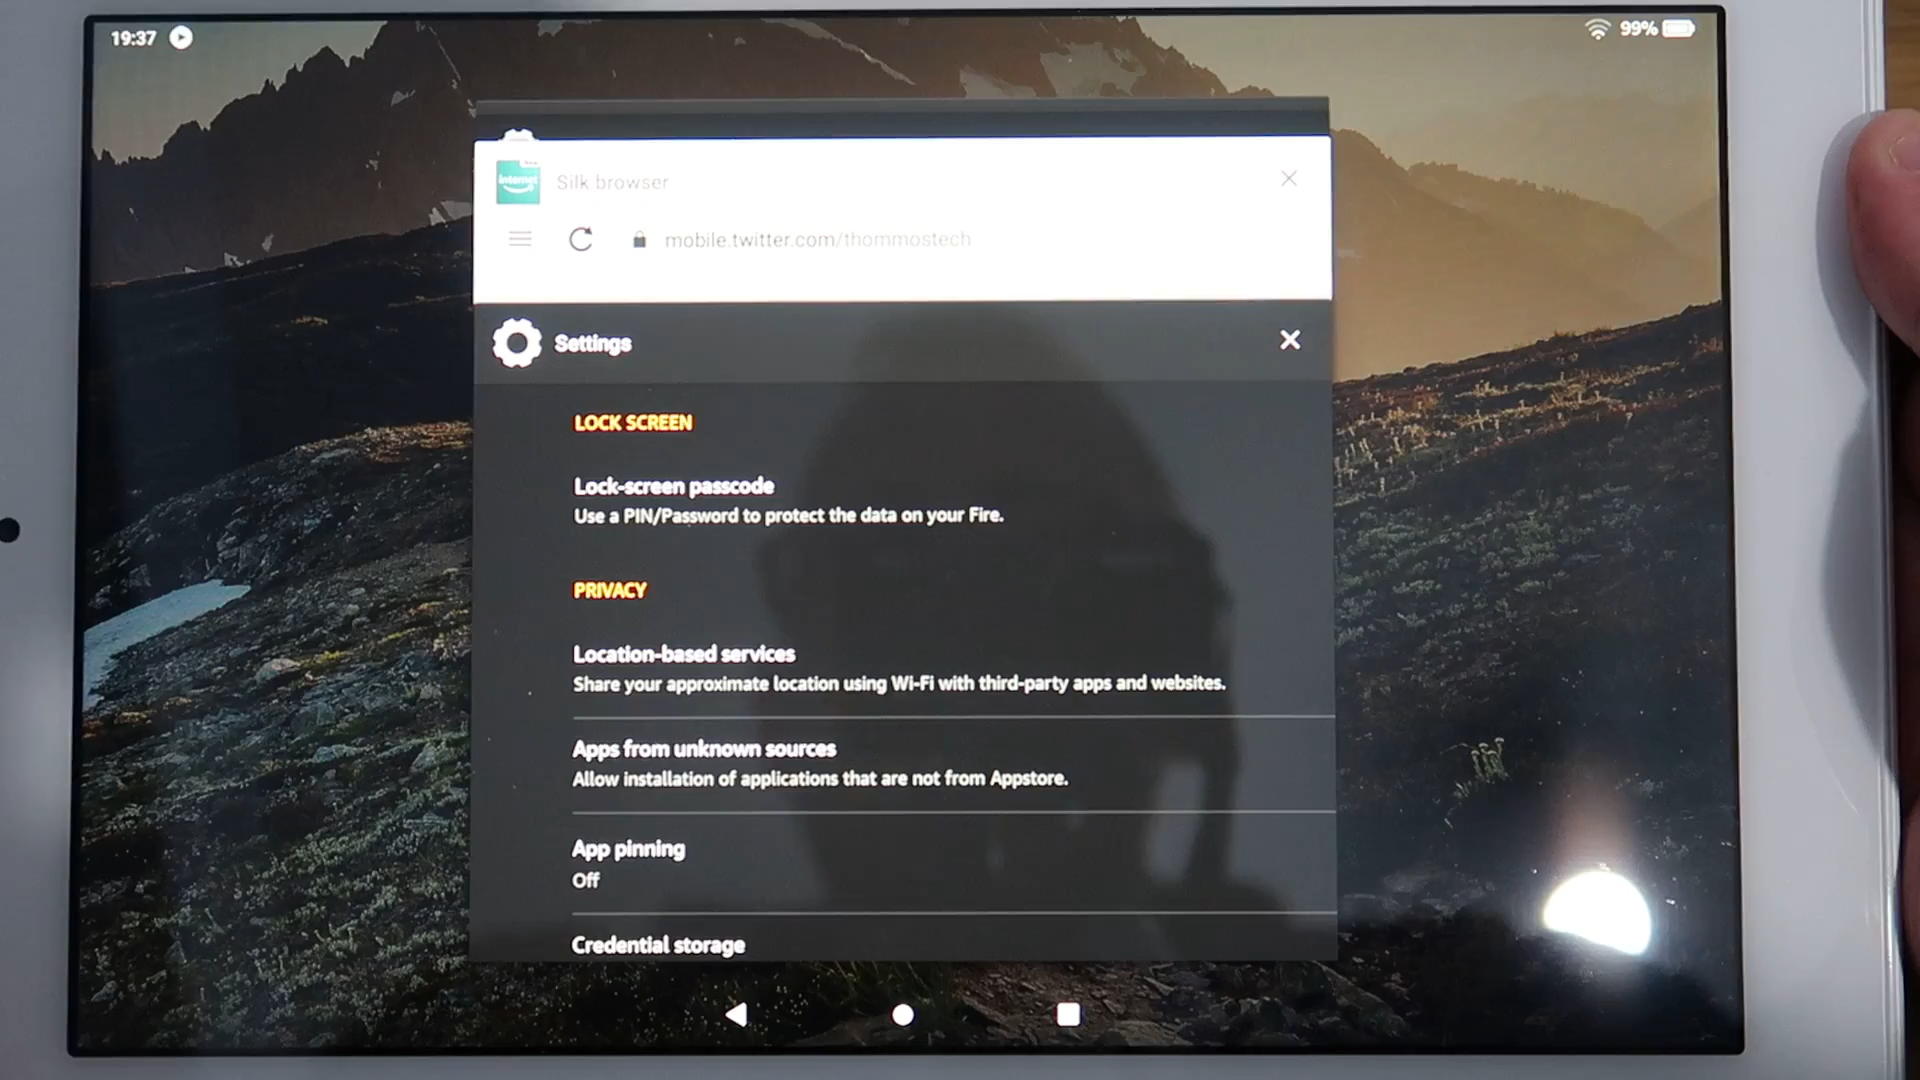 19:37
99%
internet
Silk browser
mobile.twitter.com/thommostech
Settings
LOCK SCREEN
Lock-screen passcode
Use a PIN/Password to protect the data on your Fire.
PRIVACY
Location-based services
Share your approximate location using Wi-Fi with third-party apps and websites.
Apps from unknown sources
Allow installation of applications that are not from Appstore.
App pinning
Off
Credential storage